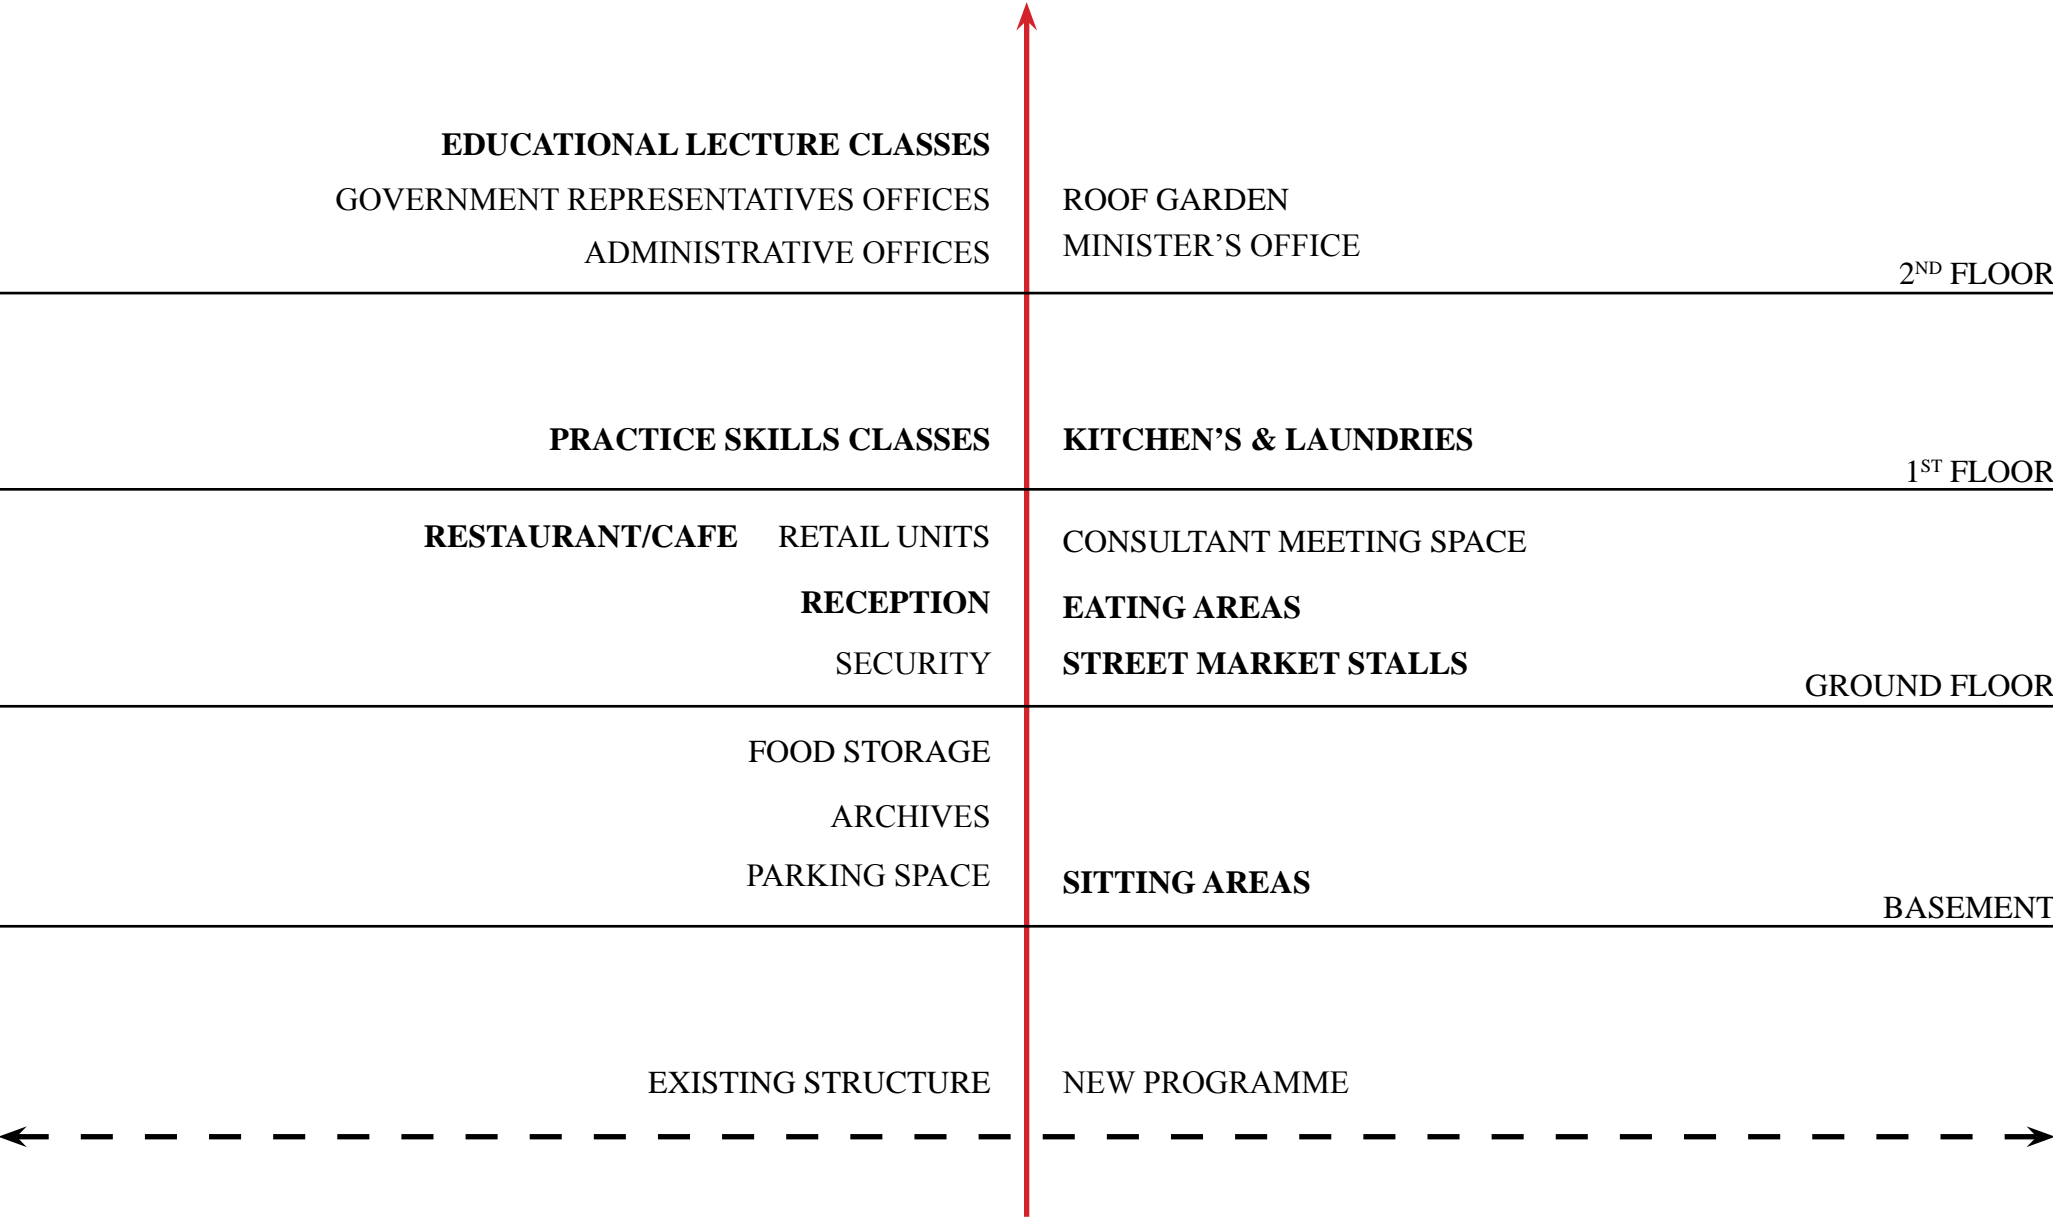 EDUCATIONAL LECTURE CLASSES
GOVERNMENT REPRESENTATIVES OFFICES
ADMINISTRATIVE OFFICES
ROOF GARDEN
MINISTER’S OFFICE
2ND FLOOR
PRACTICE SKILLS CLASSES
KITCHEN’S & LAUNDRIES
1ST FLOOR
RESTAURANT/CAFE RETAIL UNITS
RECEPTION
SECURITY
CONSULTANT MEETING SPACE
EATING AREAS
STREET MARKET STALLS
GROUND FLOOR
FOOD STORAGE
ARCHIVES
PARKING SPACE
SITTING AREAS
BASEMENT
EXISTING STRUCTURE
NEW PROGRAMME